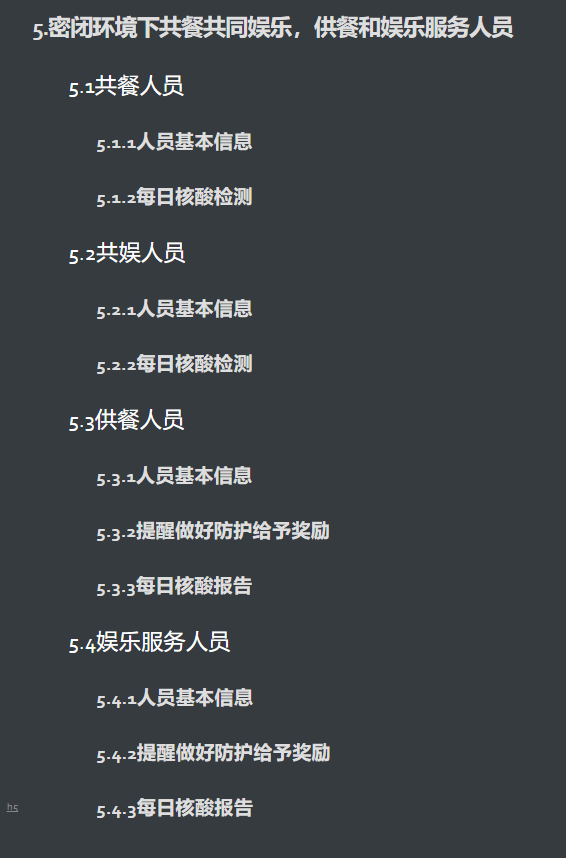 5.密闭环境下共餐共同娱乐，供餐和娱乐服务人员
5.1共餐人员
5.1.1人员基本信息
5.1.2每日核酸检测
5.2共娱人员
5.2.1人员基本信息
5.2.2每日核酸检测
5.3供餐人员
5.3.1人员基本信息
5.3.2提醒做好防护给予奖励
5.3.3每日核酸报告
5.4娱乐服务人员
5.4.1人员基本信息
5.4.2提醒做好防护给予奖励
h5 5.4.3每日核酸报告